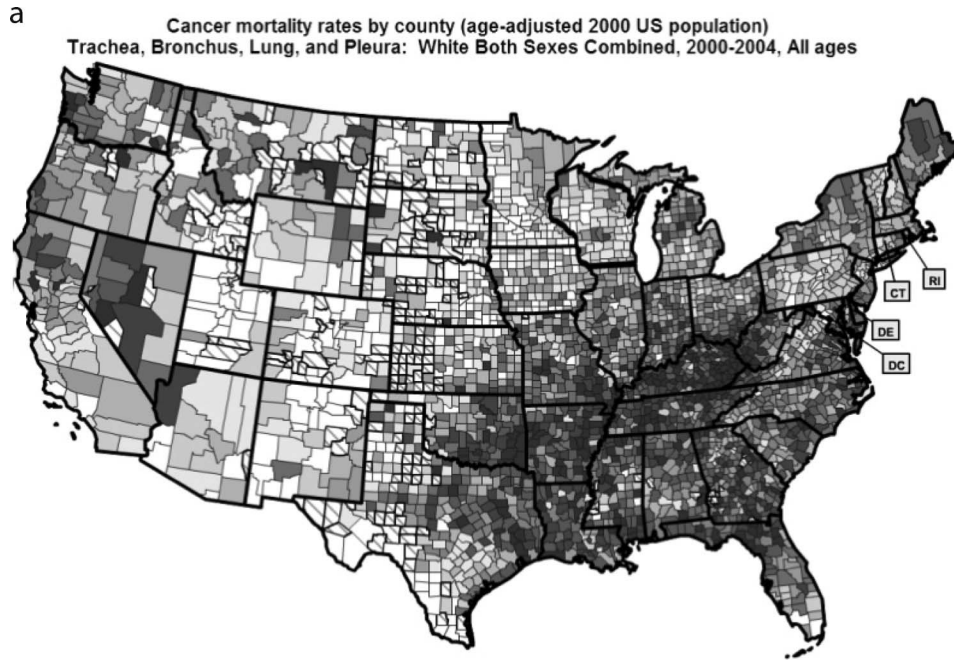 a
Cancer mortality rates by county (age-adjusted 2000 US population)
Trachea, Bronchus, Lung, and Pleura: White Both Sexes Combined, 2000-2004, All ages
RI
CT
DE
DC